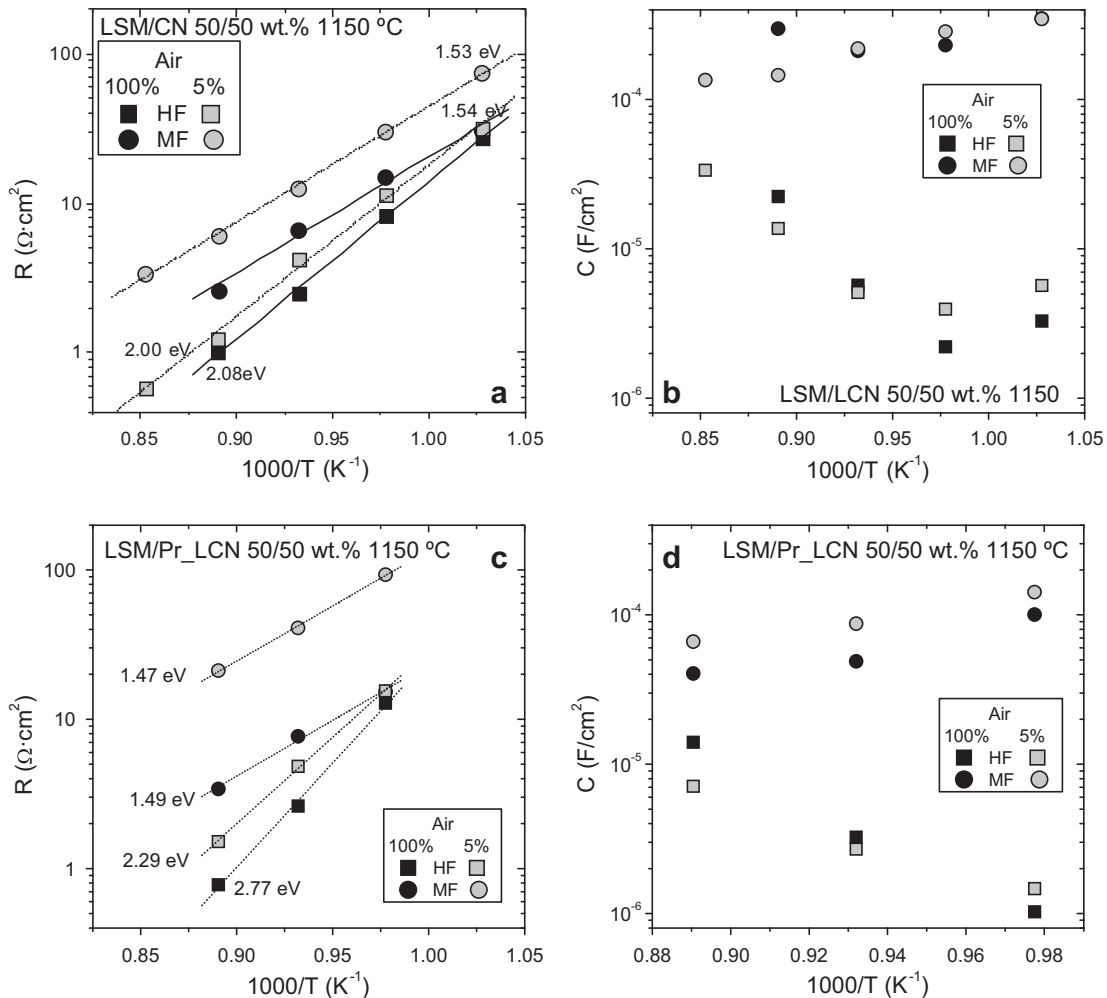 LSM/CN 50/50 wt.% 1150 ºC
Air
100% 5%
HF
MF
1.53 eV
1.54 eV
2.00 eV
2.08eV
a
100
10
1
R (Ω·cm²)
0.85 0.90 0.95 1.00 1.05
1000/T (K⁻¹)
Air
100% 5%
HF
MF
10⁻⁴
10⁻⁵
10⁻⁶
C (F/cm²)
b
LSM/LCN 50/50 wt.% 1150
0.85 0.90 0.95 1.00 1.05
1000/T (K⁻¹)
LSM/Pr_LCN 50/50 wt.% 1150 ºC
c
100
10
1
R (Ω·cm²)
1.47 eV
1.49 eV
2.29 eV
2.77 eV
Air
100% 5%
HF
MF
0.85 0.90 0.95 1.00 1.05
1000/T (K⁻¹)
d
LSM/Pr_LCN 50/50 wt.% 1150 ºC
10⁻⁴
10⁻⁵
10⁻⁶
C (F/cm²)
Air
100% 5%
HF
MF
0.88 0.90 0.92 0.94 0.96 0.98
1000/T (K⁻¹)